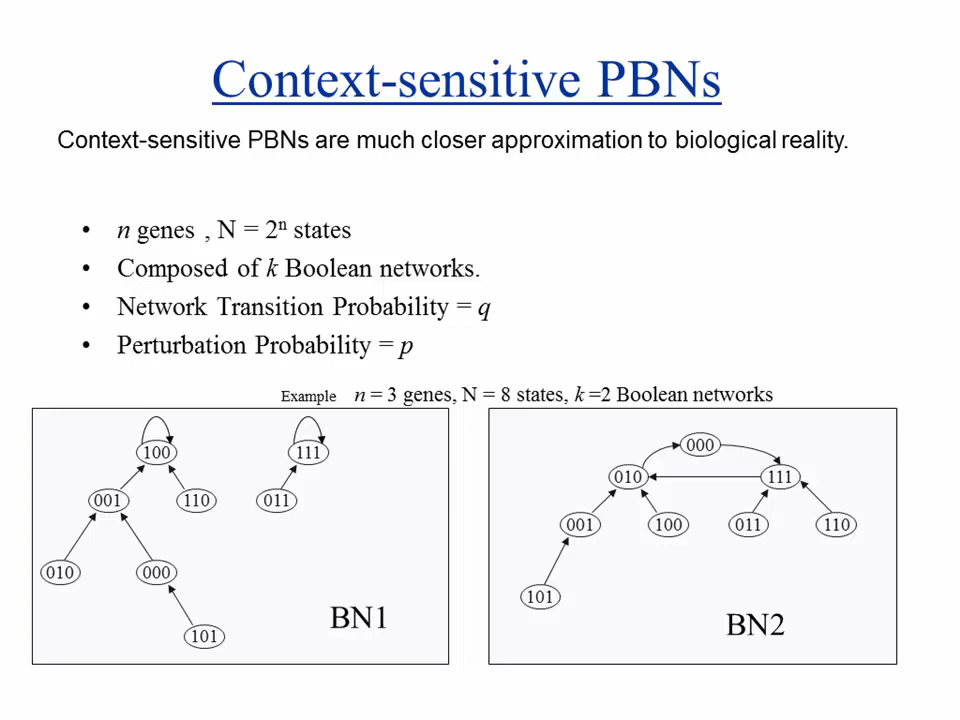 Context-sensitive PBNs
Context-sensitive PBNs are much closer approximation to biological reality.
• n genes , N = 2ⁿ states
• Composed of k Boolean networks.
• Network Transition Probability = q
• Perturbation Probability = p
Example n = 3 genes, N = 8 states, k =2 Boolean networks
100 111
001 110 011
010 000
101
BN1
000
010 111
001 100 011 110
101
BN2